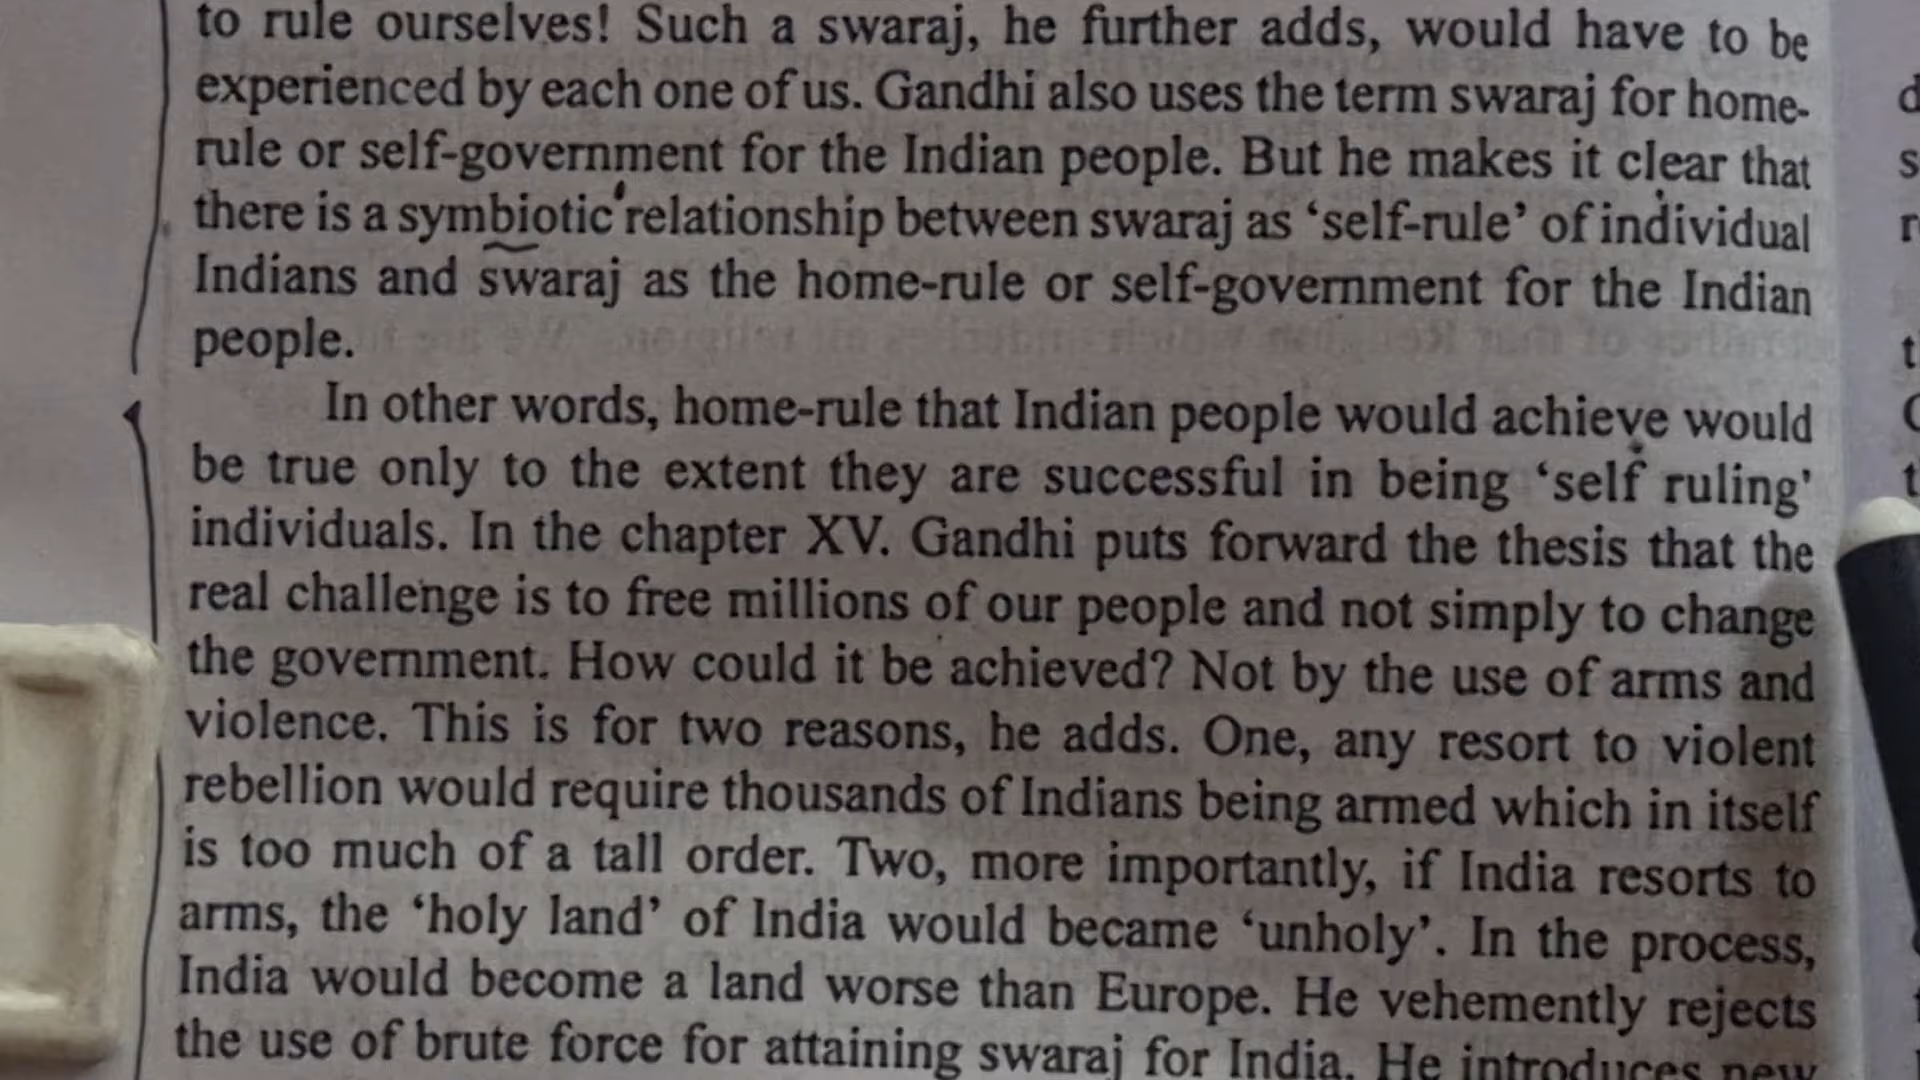 to rule ourselves! Such a swaraj, he further adds, would have to be
experienced by each one of us. Gandhi also uses the term swaraj for home-
rule or self-government for the Indian people. But he makes it clear that
there is a symbiotic relationship between swaraj as ‘self-rule’ of individual
Indians and swaraj as the home-rule or self-government for the Indian
people.
In other words, home-rule that Indian people would achieve would
be true only to the extent they are successful in being ‘self ruling’
individuals. In the chapter XV. Gandhi puts forward the thesis that the
real challenge is to free millions of our people and not simply to change
the government. How could it be achieved? Not by the use of arms and
violence. This is for two reasons, he adds. One, any resort to violent
rebellion would require thousands of Indians being armed which in itself
is too much of a tall order. Two, more importantly, if India resorts to
arms, the ‘holy land’ of India would became ‘unholy’. In the process,
India would become a land worse than Europe. He vehemently rejects
the use of brute force for attaining swaraj for India. He introduces new